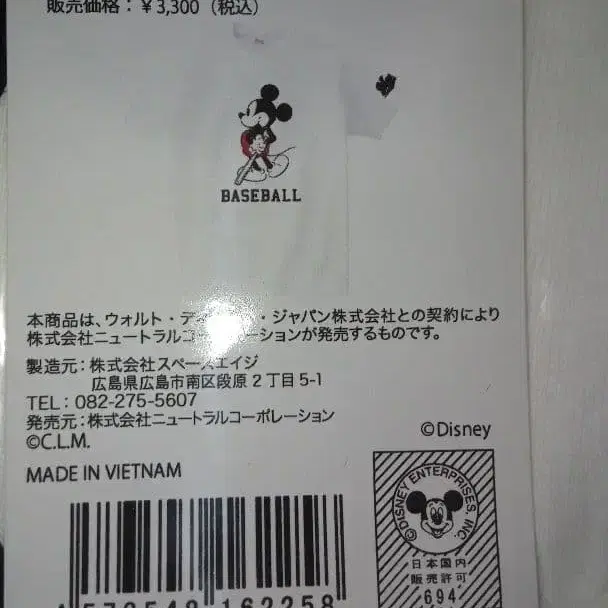 販売価格：¥3,300（税込）
BASEBALL
本商品は、ウォルト・ディ・ジャパン株式会社との契約により
株式会社ニュートラルコーポレーションが発売するものです。
製造元：株式会社スペースエイジ
広島県広島市南区段原2丁目5-1
TEL：082-275-5607
発売元：株式会社ニュートラルコーポレーション
©C.L.M.
©Disney
MADE IN VIETNAM
©DISNEY ENTERPRISES, INC.
日本国内
販売許可
694